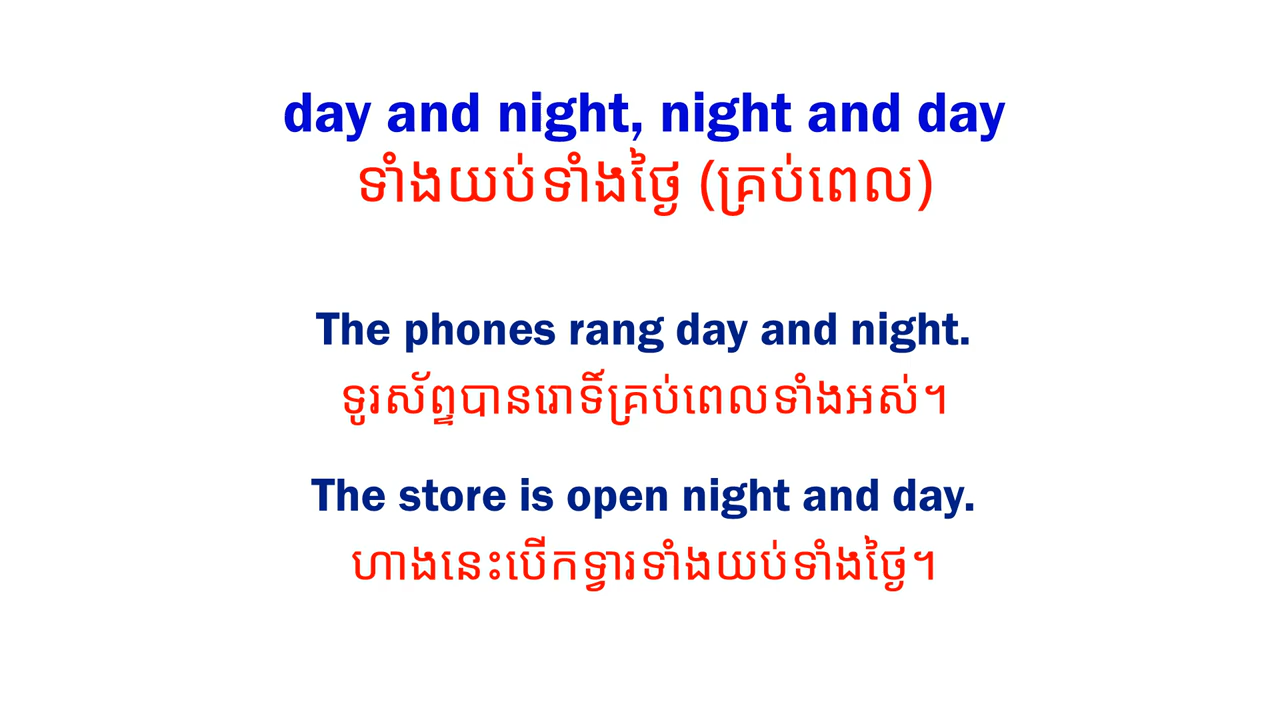 day and night, night and day
ទាំងយប់ទាំងថ្ងៃ (គ្រប់ពេល)
The phones rang day and night.
ទូរស័ព្ទបានរោទិ៍គ្រប់ពេលទាំងអស់។
The store is open night and day.
ហាងនេះបើកទ្វារទាំងយប់ទាំងថ្ងៃ។